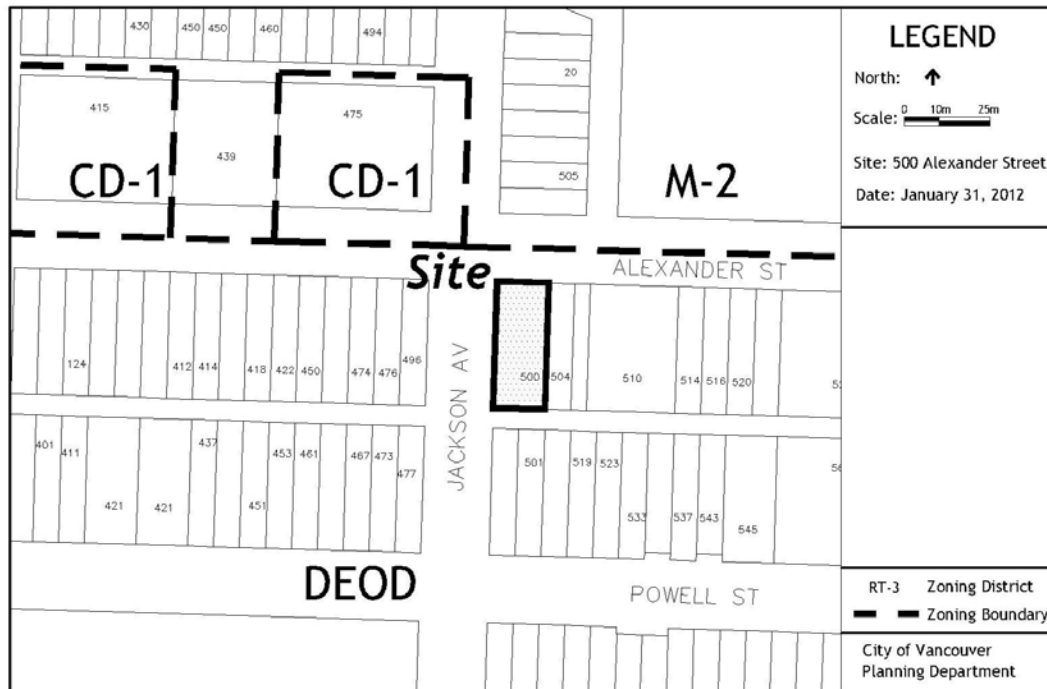 430 450 450 460 494
20
415 475
439
CD-1 CD-1 M-2
505
Site
ALEXANDER ST
JACKSON AV
124 412 414 418 422 450 474 476 496
500 504 510 514 516 520
401 411 437 453 461 467 473 477
421 421 451
501 519 523
533 537 543 545
DEOD
POWELL ST
LEGEND
North:
Scale: 0 10m 25m
Site: 500 Alexander Street
Date: January 31, 2012
RT-3 Zoning District
Zoning Boundary
City of Vancouver
Planning Department